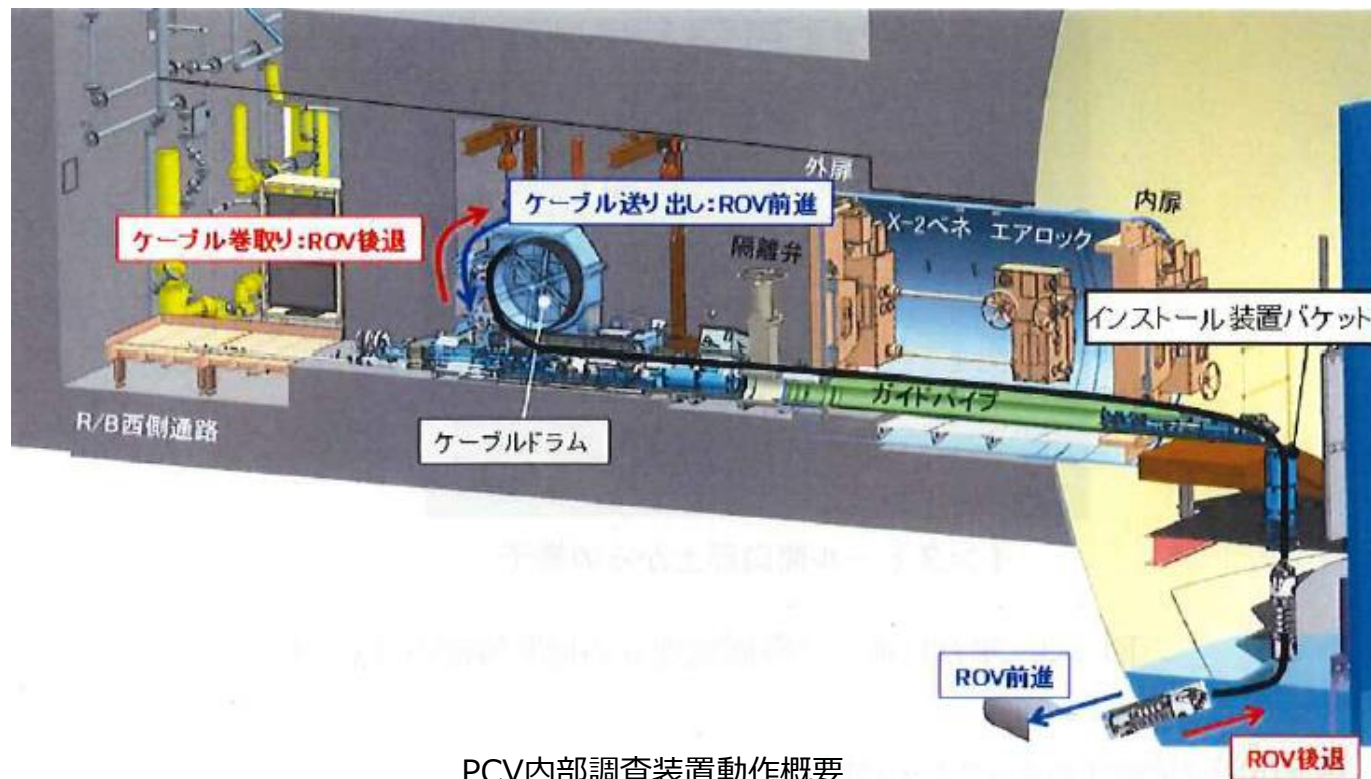 外扉
内扉
ケーブル送り出し:ROV前進
X-2ペネ エアロック
ケーブル巻取り:ROV後退
隔離弁
インストール装置バケット
ガイドパイプ
R/B西側通路
ケーブルドラム
ROV前進
ROV後退
PCV内部調査装置動作概要